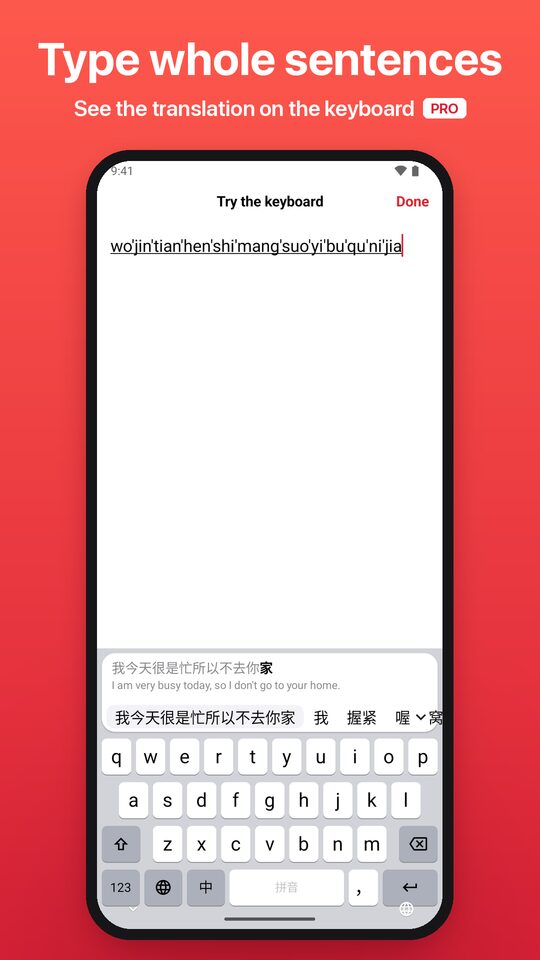 Type whole sentences
See the translation on the keyboard PRO
9:41
Try the keyboard Done
wo'jin'tian'hen'shi'mang'suo'yi'bu'qu'ni'jia
我今天很是忙所以不去你家
I am very busy today, so I don't go to your home.
我今天很是忙所以不去你家 我 握紧 喔 窝
q w e r t y u i o p
a s d f g h j k l
z x c v b n m
123 中 拼音 ，